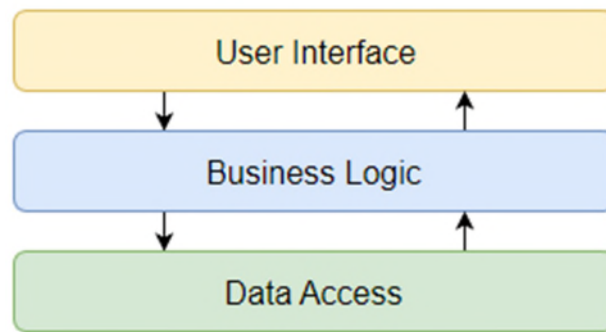 User Interface
Business Logic
Data Access